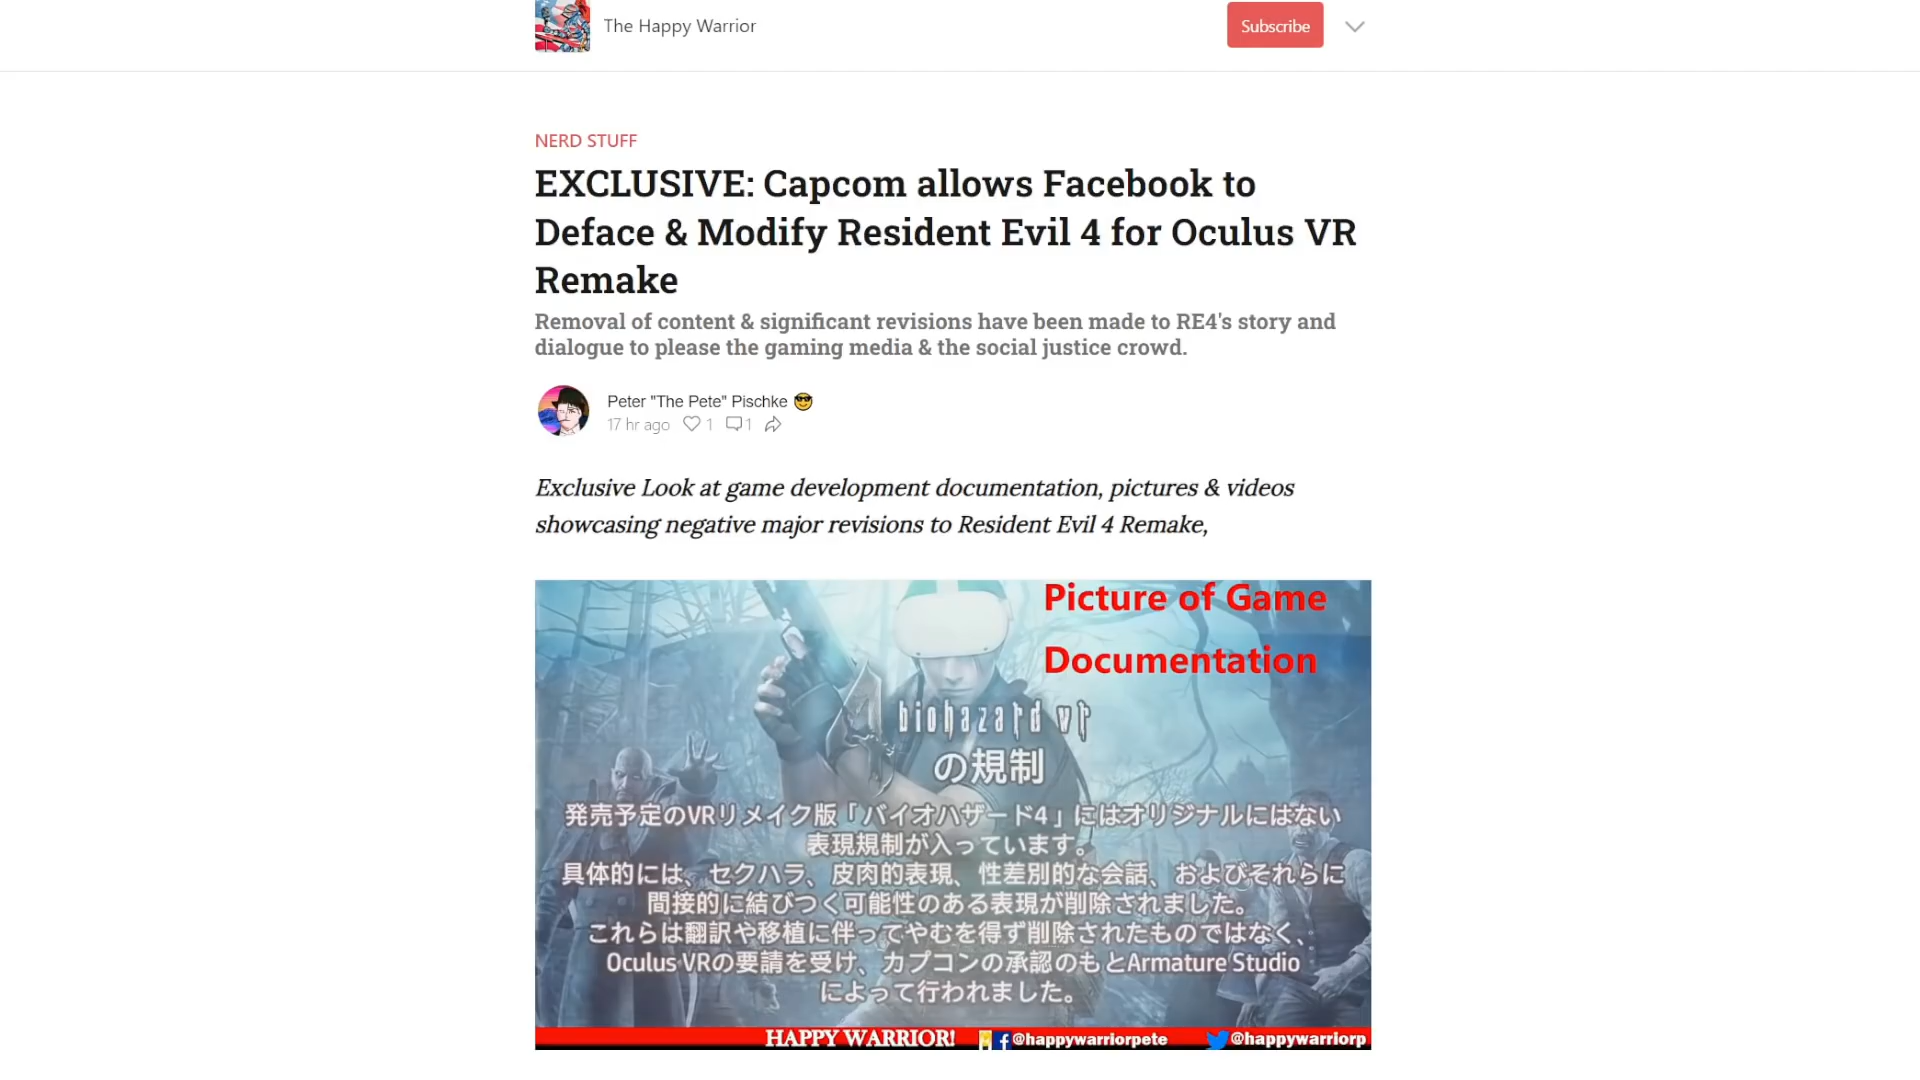 The Happy Warrior
Subscribe
NERD STUFF
EXCLUSIVE: Capcom allows Facebook to
Deface & Modify Resident Evil 4 for Oculus VR
Remake
Removal of content & significant revisions have been made to RE4's story and
dialogue to please the gaming media & the social justice crowd.
Peter "The Pete" Pischke 😎
17 hr ago 1 1
Exclusive Look at game development documentation, pictures & videos
showcasing negative major revisions to Resident Evil 4 Remake,
Picture of Game
Documentation
biohazard vr
の規制
発売予定のVRリメイク版「バイオハザード4」にはオリジナルにはない
表現規制が入っています。
具体的には、セクハラ、皮肉的表現、性差別的な会話、およびそれらに
間接的に結びつく可能性のある表現が削除されました。
これらは翻訳や移植に伴ってやむを得ず削除されたものではなく、
Oculus VRの要請を受け、カプコンの承認のもとArmature Studio
によって行われました。
HAPPY WARRIOR! @happywarriorpete @happywarriorp